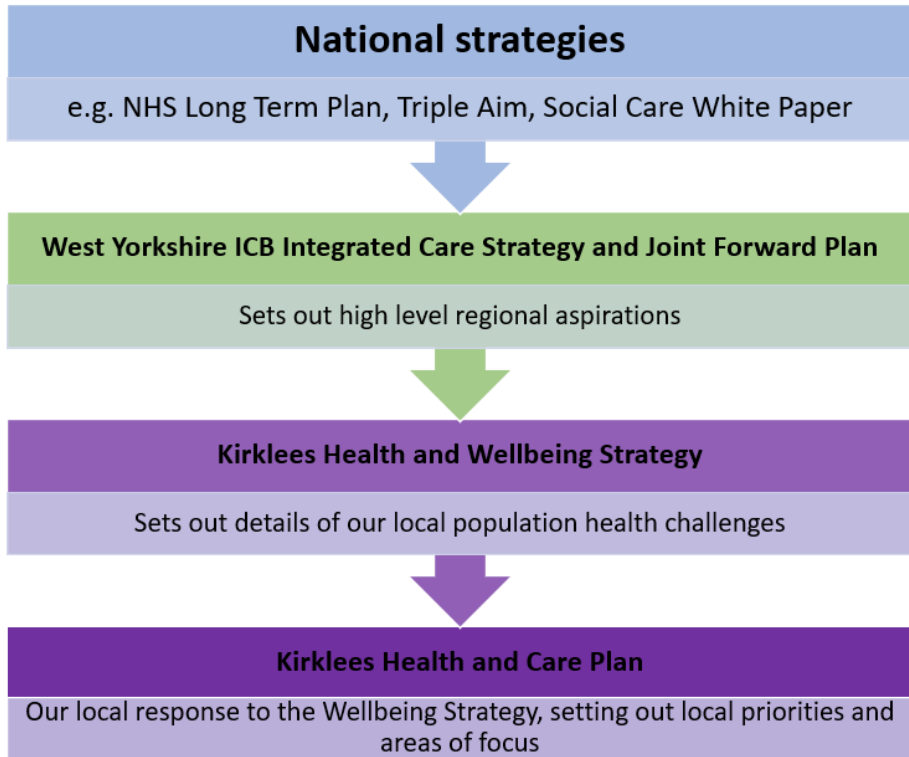 National strategies
e.g. NHS Long Term Plan, Triple Aim, Social Care White Paper
West Yorkshire ICB Integrated Care Strategy and Joint Forward Plan
Sets out high level regional aspirations
Kirklees Health and Wellbeing Strategy
Sets out details of our local population health challenges
Kirklees Health and Care Plan
Our local response to the Wellbeing Strategy, setting out local priorities and
areas of focus